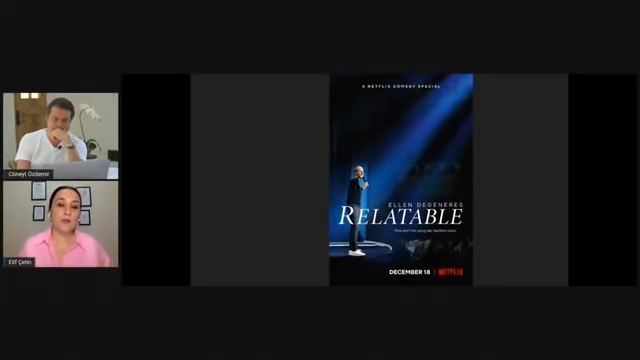 A NETFLIX COMEDY SPECIAL
Cüneyt Özdemir
ELLEN DEGENERES
RELATABLE
DECEMBER 18 | NETFLIX
Elif Çetin